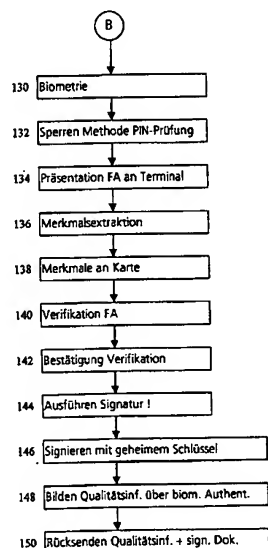 B
130 Biometrie
132 Sperren Methode PIN-Prüfung
134 Präsentation FA an Terminal
136 Merkmalsextraktion
138 Merkmale an Karte
140 Verifikation FA
142 Bestätigung Verifikation
144 Ausführen Signatur !
146 Signieren mit geheimem Schlüssel
148 Bilden Qualitätsinf. über biom. Authent.
150 Rücksenden Qualitätsinf. + sign. Dok.